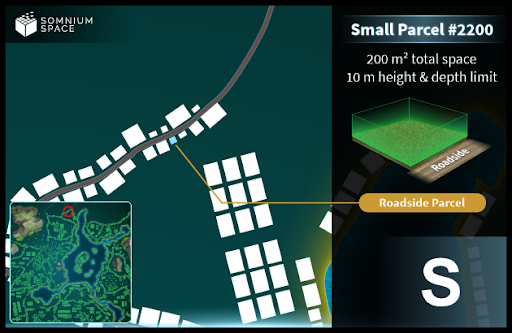 SOMNIUM
SPACE
Small Parcel #2200
200 m² total space
10 m height & depth limit
Roadside
Roadside Parcel
S